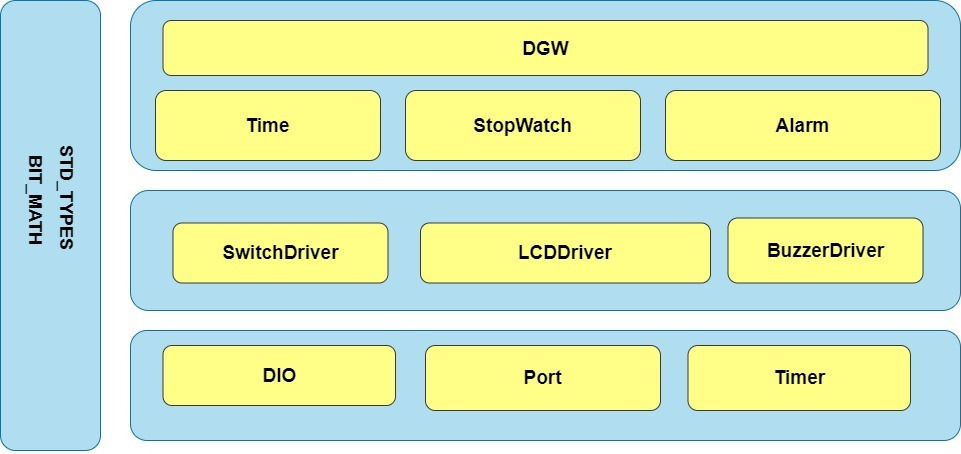 STD_TYPES
BIT_MATH
DGW
Time
StopWatch
Alarm
SwitchDriver
LCDDriver
BuzzerDriver
DIO
Port
Timer